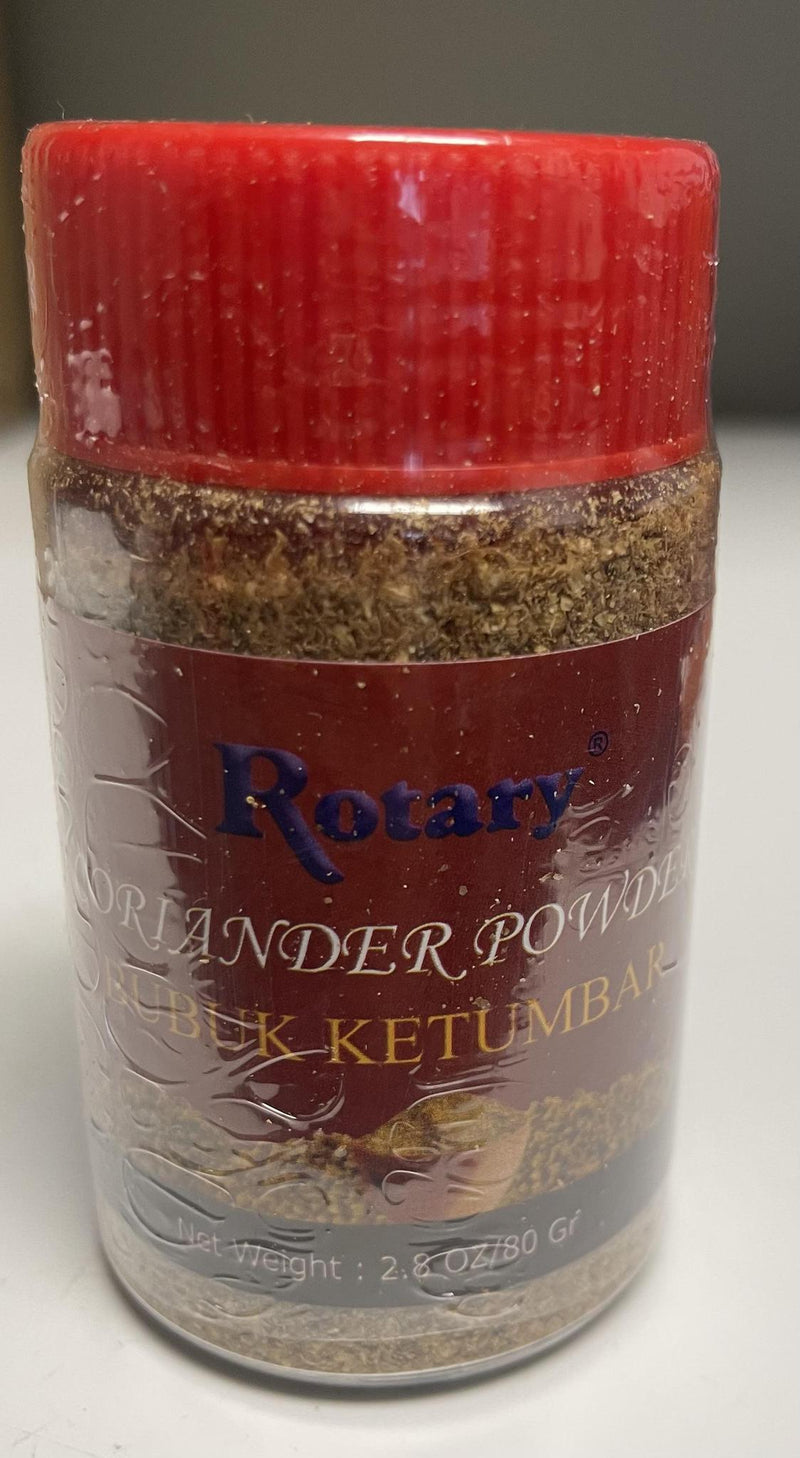 Rotary®
CORIANDER POWDER
BUBUK KETUMBAR
Net Weight : 2.8 OZ/80 Gr